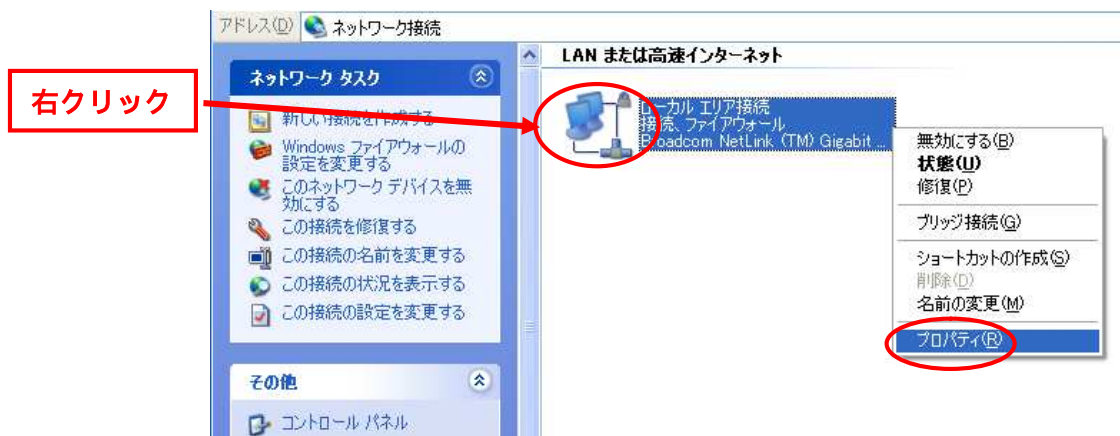 アドレス(D) ネットワーク接続
右クリック
ネットワーク タスク
新しい接続を作成する
Windows ファイアウォールの
設定を変更する
このネットワーク デバイスを無
効にする
この接続を修復する
この接続の名前を変更する
この接続の状況を表示する
この接続の設定を変更する
その他
コントロール パネル
LAN または高速インターネット
ローカル エリア接続
接続、ファイアウォール
Broadcom NetLink (TM) Gigabit ...
無効にする(B)
状態(U)
修復(P)
ブリッジ接続(G)
ショートカットの作成(S)
削除(D)
名前の変更(M)
プロパティ(R)